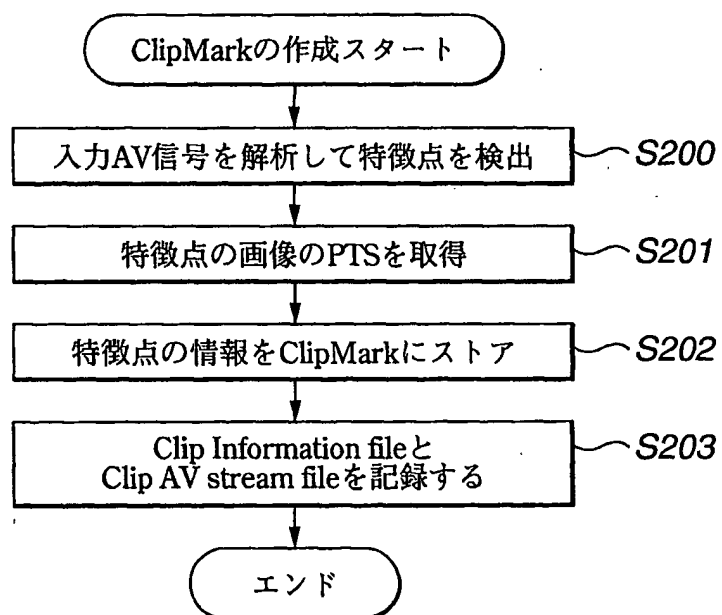 ClipMarkの作成スタート
入力AV信号を解析して特徴点を検出
S200
特徴点の画像のPTSを取得
S201
特徴点の情報をClipMarkにストア
S202
Clip Information fileと
Clip AV stream fileを記録する
S203
エンド